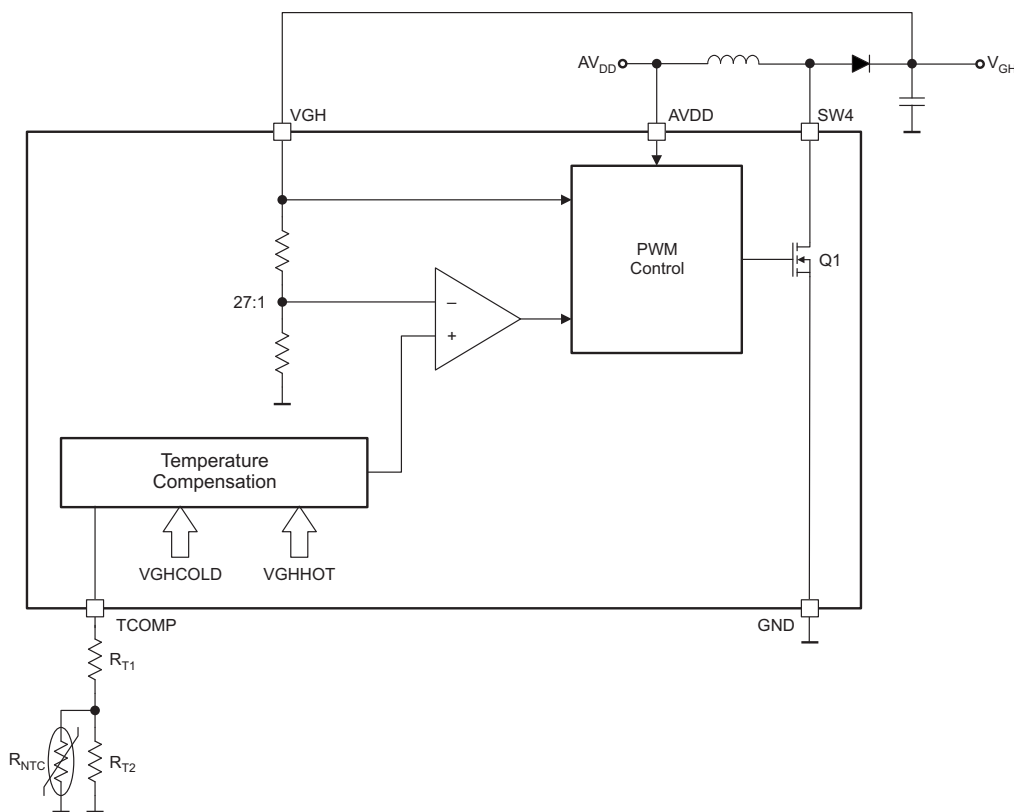 AVDD
VGH
VGH
AVDD
SW4
PWM
Control
Q1
27:1
–
+
Temperature
Compensation
VGHCOLD
VGHHOT
TCOMP
GND
RT1
RNTC
RT2